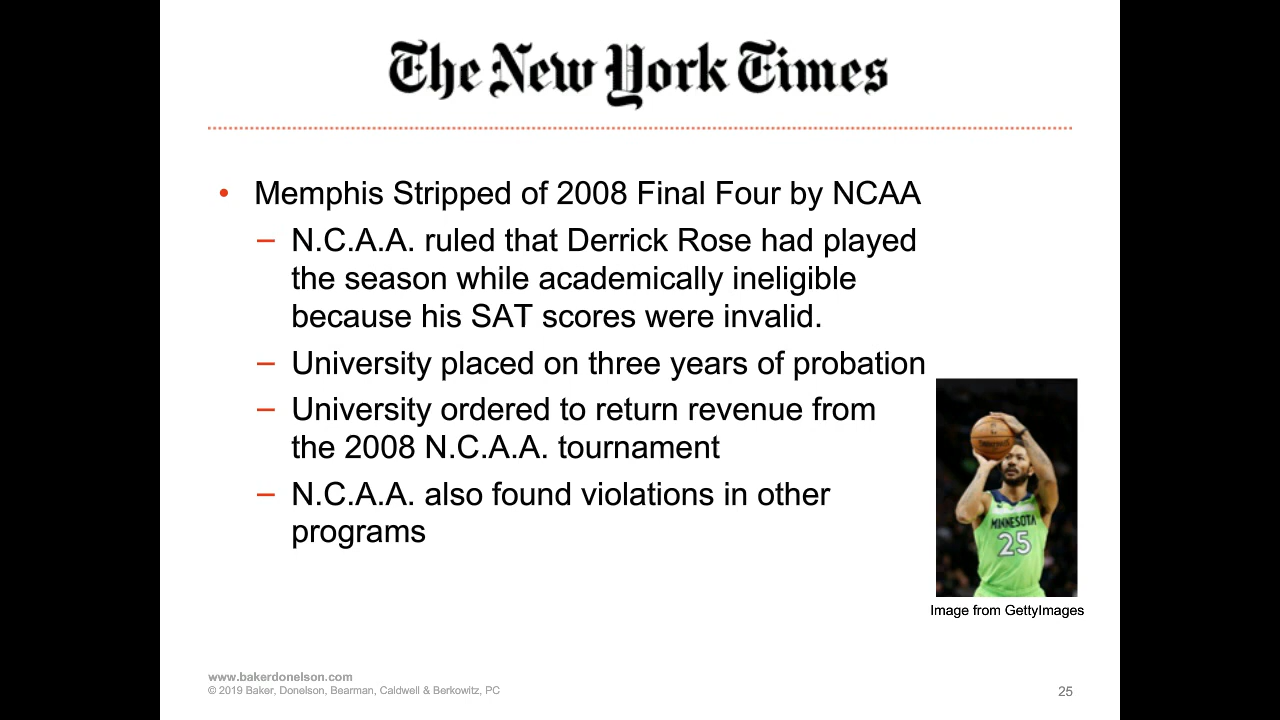 The New York Times
• Memphis Stripped of 2008 Final Four by NCAA
– N.C.A.A. ruled that Derrick Rose had played
the season while academically ineligible
because his SAT scores were invalid.
– University placed on three years of probation
– University ordered to return revenue from
the 2008 N.C.A.A. tournament
– N.C.A.A. also found violations in other
programs
MINNESOTA
25
Image from GettyImages
www.bakerdonelson.com
© 2019 Baker, Donelson, Bearman, Caldwell & Berkowitz, PC
25